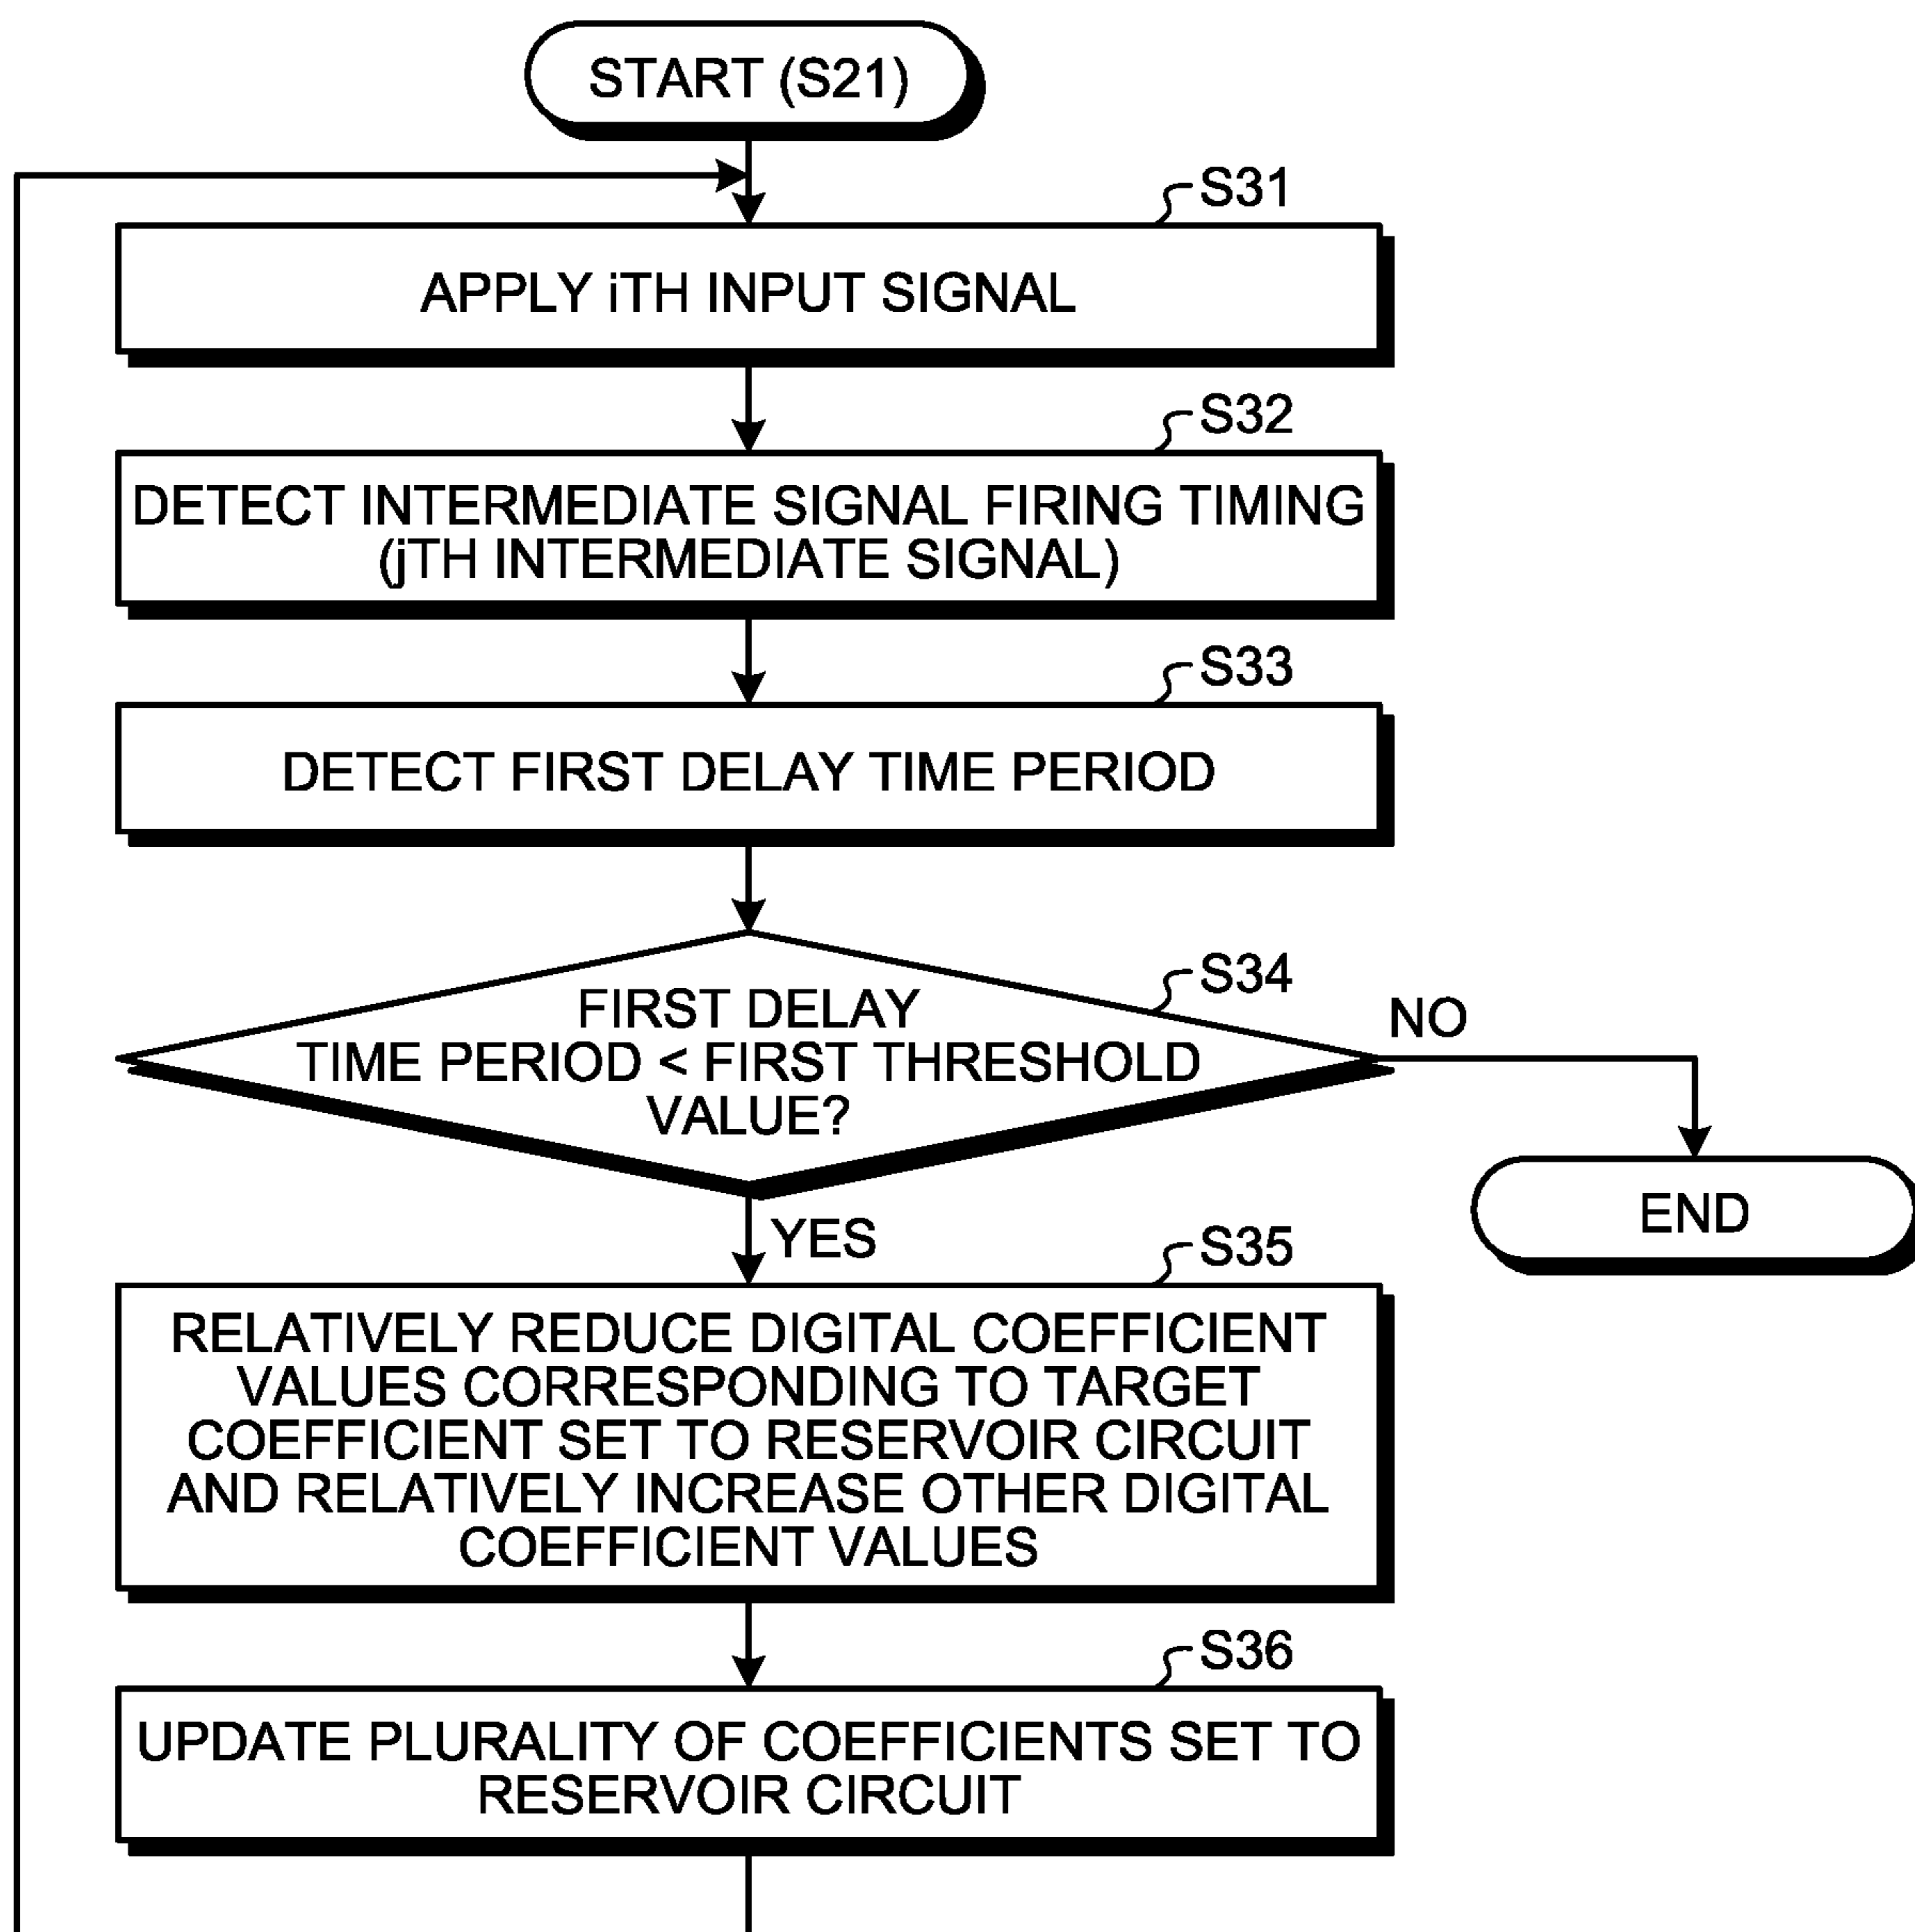 START (S21)
S31
APPLY iTH INPUT SIGNAL
S32
DETECT INTERMEDIATE SIGNAL FIRING TIMING
(jTH INTERMEDIATE SIGNAL)
S33
DETECT FIRST DELAY TIME PERIOD
S34
FIRST DELAY
TIME PERIOD < FIRST THRESHOLD
VALUE?
NO
END
YES
S35
RELATIVELY REDUCE DIGITAL COEFFICIENT
VALUES CORRESPONDING TO TARGET
COEFFICIENT SET TO RESERVOIR CIRCUIT
AND RELATIVELY INCREASE OTHER DIGITAL
COEFFICIENT VALUES
S36
UPDATE PLURALITY OF COEFFICIENTS SET TO
RESERVOIR CIRCUIT